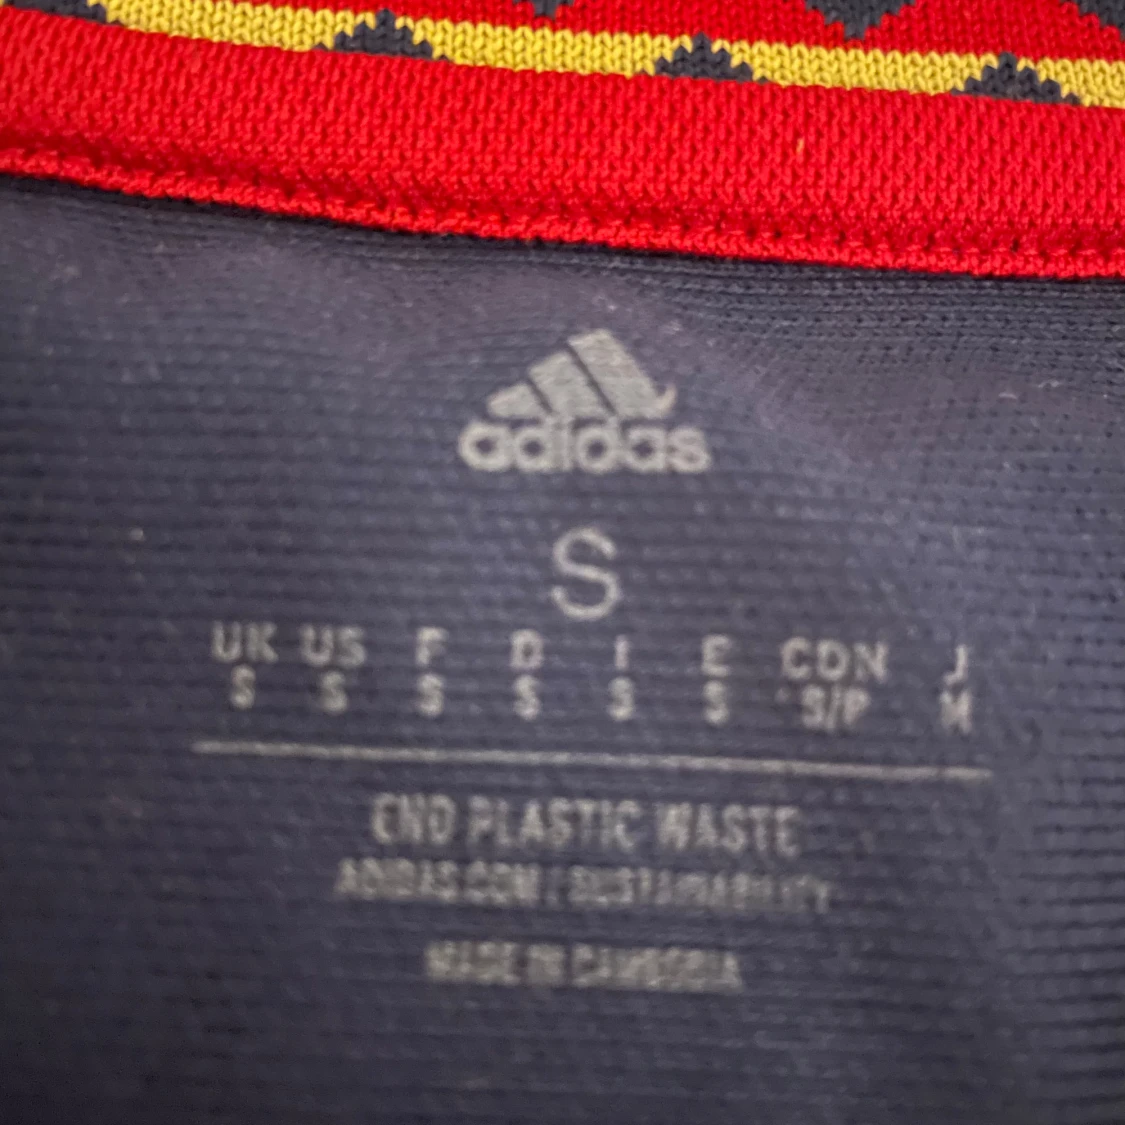 adidas
S
UK US F D I E CDN J
S S S S S S S/P M
END PLASTIC WASTE
ADIDAS.COM/SUSTAINABILITY
MADE IN CAMBODIA